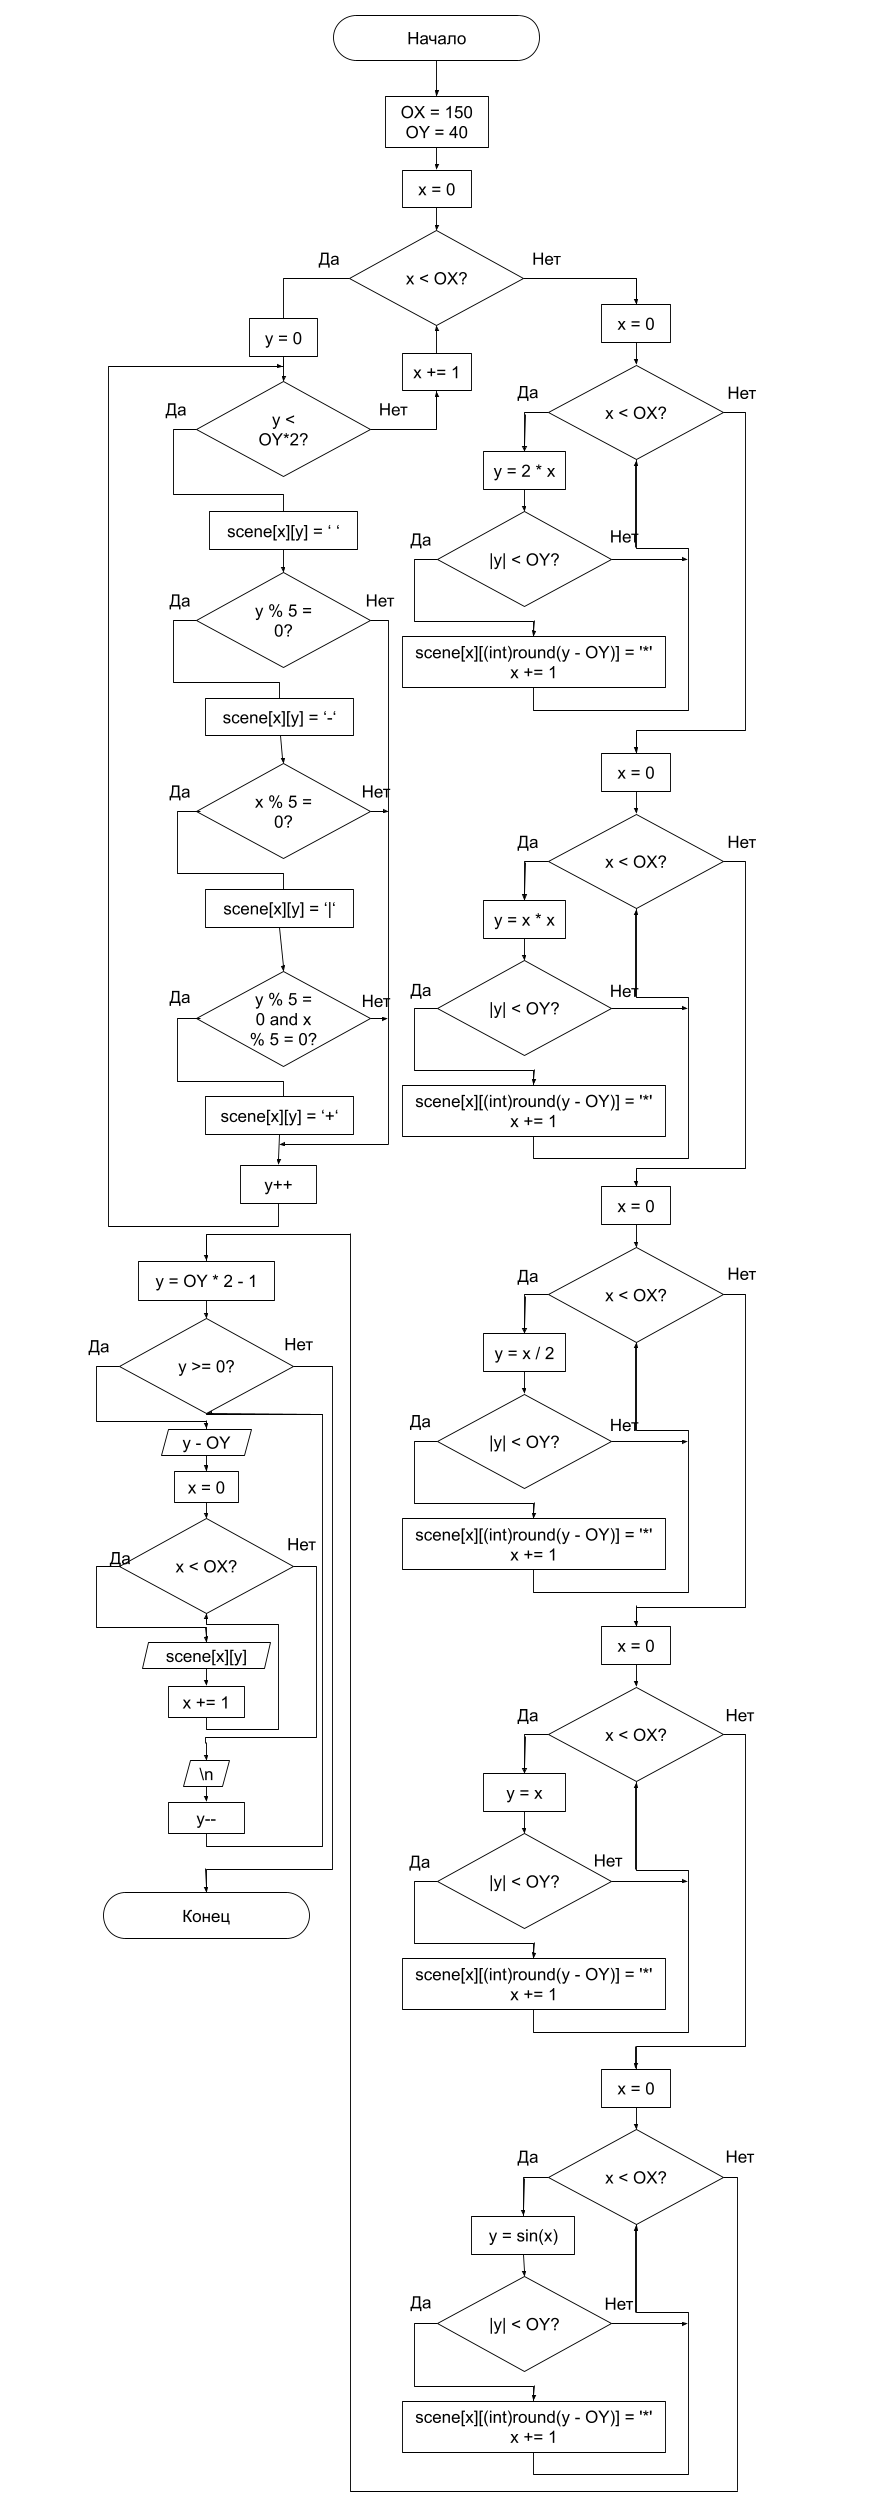 Начало
OX = 150
OY = 40
x = 0
x < OX?
Да
Нет
y = 0
x += 1
y <
OY*2?
Да
Нет
scene[x][y] = ‘ ‘
y % 5 =
0?
Да
Нет
scene[x][y] = ‘-‘
x % 5 =
0?
Да
Нет
scene[x][y] = ‘|‘
y % 5 =
0 and x
% 5 = 0?
Да
Нет
scene[x][y] = ‘+‘
y++
x = 0
x < OX?
Да
Нет
y = 2 * x
|y| < OY?
Да
Нет
scene[x][(int)round(y - OY)] = '*'
x += 1
x = 0
x < OX?
Да
Нет
y = x * x
|y| < OY?
Да
Нет
scene[x][(int)round(y - OY)] = '*'
x += 1
x = 0
x < OX?
Да
Нет
y = x / 2
|y| < OY?
Да
Нет
scene[x][(int)round(y - OY)] = '*'
x += 1
x = 0
x < OX?
Да
Нет
y = x
|y| < OY?
Да
Нет
scene[x][(int)round(y - OY)] = '*'
x += 1
x = 0
x < OX?
Да
Нет
y = sin(x)
|y| < OY?
Да
Нет
scene[x][(int)round(y - OY)] = '*'
x += 1
y = OY * 2 - 1
y >= 0?
Да
Нет
y - OY
x = 0
x < OX?
Да
Нет
scene[x][y]
x += 1
\n
y--
Конец